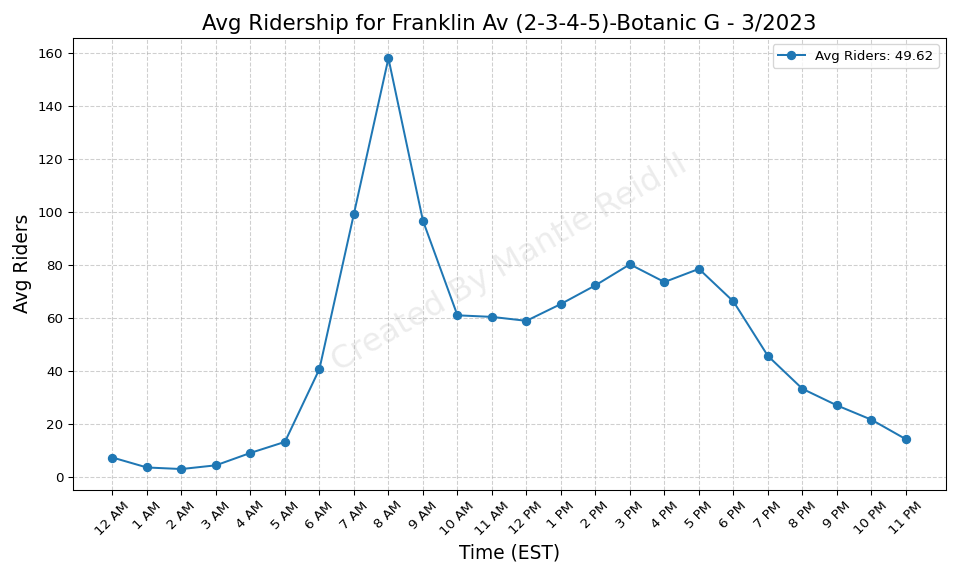 Avg Ridership for Franklin Av (2-3-4-5)-Botanic G - 3/2023
Avg Riders: 49.62
160
140
120
100
80
60
40
20
0
Avg Riders
Created By Mantle Reid II
12 AM
1 AM
2 AM
3 AM
4 AM
5 AM
6 AM
7 AM
8 AM
9 AM
10 AM
11 AM
12 PM
1 PM
2 PM
3 PM
4 PM
5 PM
6 PM
7 PM
8 PM
9 PM
10 PM
11 PM
Time (EST)